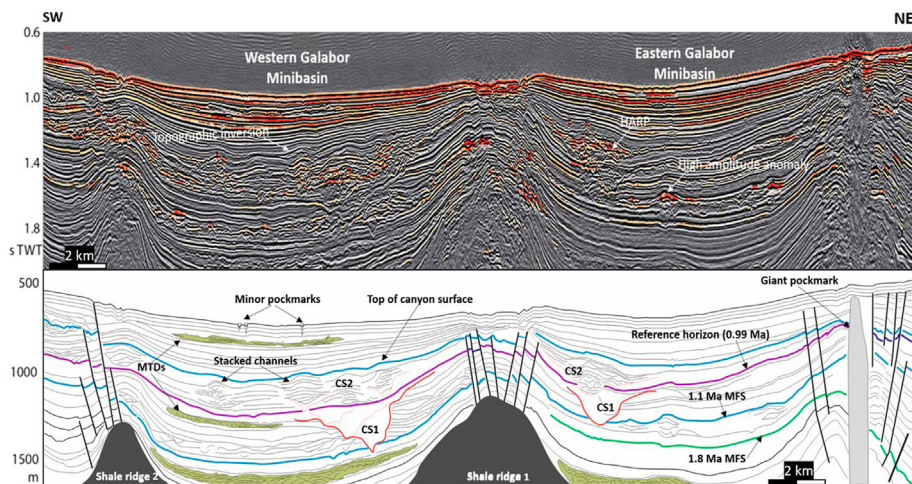 SW
NE
0.6
1.0
1.4
1.8
s TWT
Western Galabor
Minibasin
Eastern Galabor
Minibasin
Topographic inversion
HARP
High amplitude anomaly
2 km
500
1000
1500
m
Minor pockmarks
Top of canyon surface
Giant pockmark
Reference horizon (0.99 Ma)
MTDs
Stacked channels
CS2
CS2
CS1
CS1
1.1 Ma MFS
1.8 Ma MFS
Shale ridge 2
Shale ridge 1
2 km